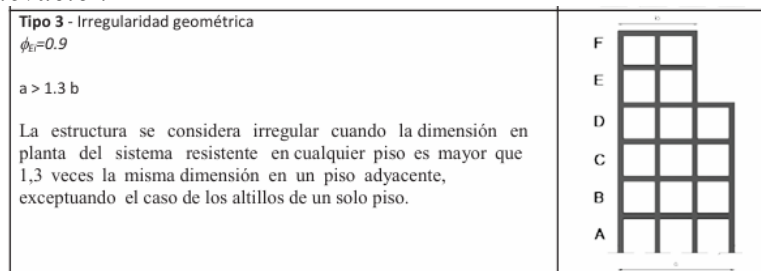 Tipo 3 - Irregularidad geométrica
ϕEi=0.9
a > 1.3 b
La estructura se considera irregular cuando la dimensión en
planta del sistema resistente en cualquier piso es mayor que
1,3 veces la misma dimensión en un piso adyacente,
exceptuando el caso de los altillos de un solo piso.
F
E
D
C
B
A